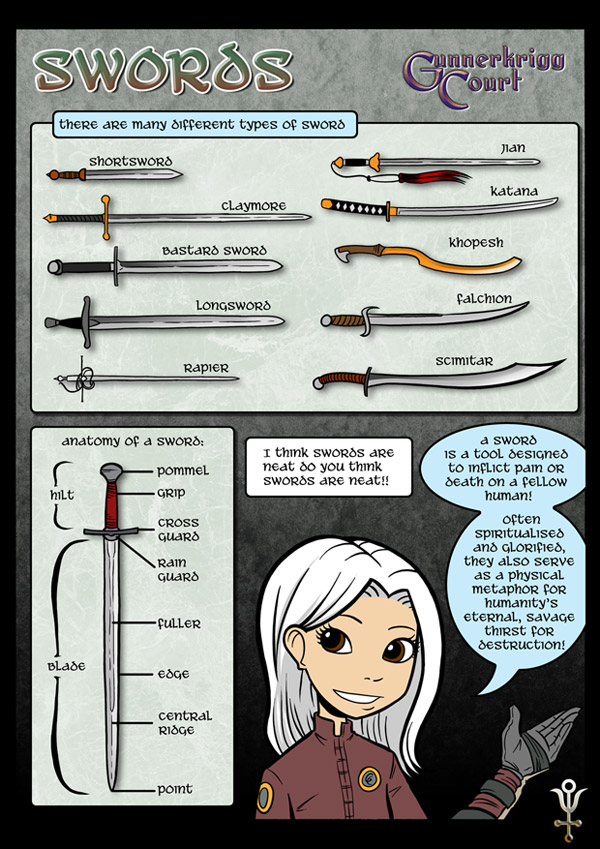 Swords
Gunnerkrigg
Court
There are many different types of sword
Shortsword
Claymore
Bastard Sword
Longsword
Rapier
Jian
Katana
Khopesh
Falchion
Scimitar
Anatomy of a sword:
Hilt
Blade
Pommel
Grip
Cross
Guard
Rain
Guard
Fuller
Edge
Central
Ridge
Point
I think swords are
neat do you think
swords are neat!!
A sword
is a tool designed
to inflict pain or
death on a fellow
human!
Often
spiritualised
and glorified,
they also serve
as a physical
metaphor for
humanity's
eternal, savage
thirst for
destruction!